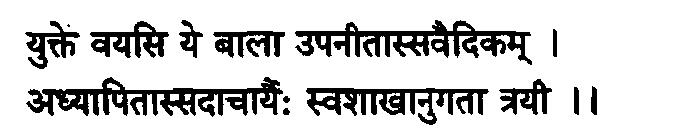 युक्ते वयसि ये बाला उपनीतास्सवैदिकम् ।
अध्यापितास्सदाचार्यैः स्वशाखानुगता त्रयी ।।